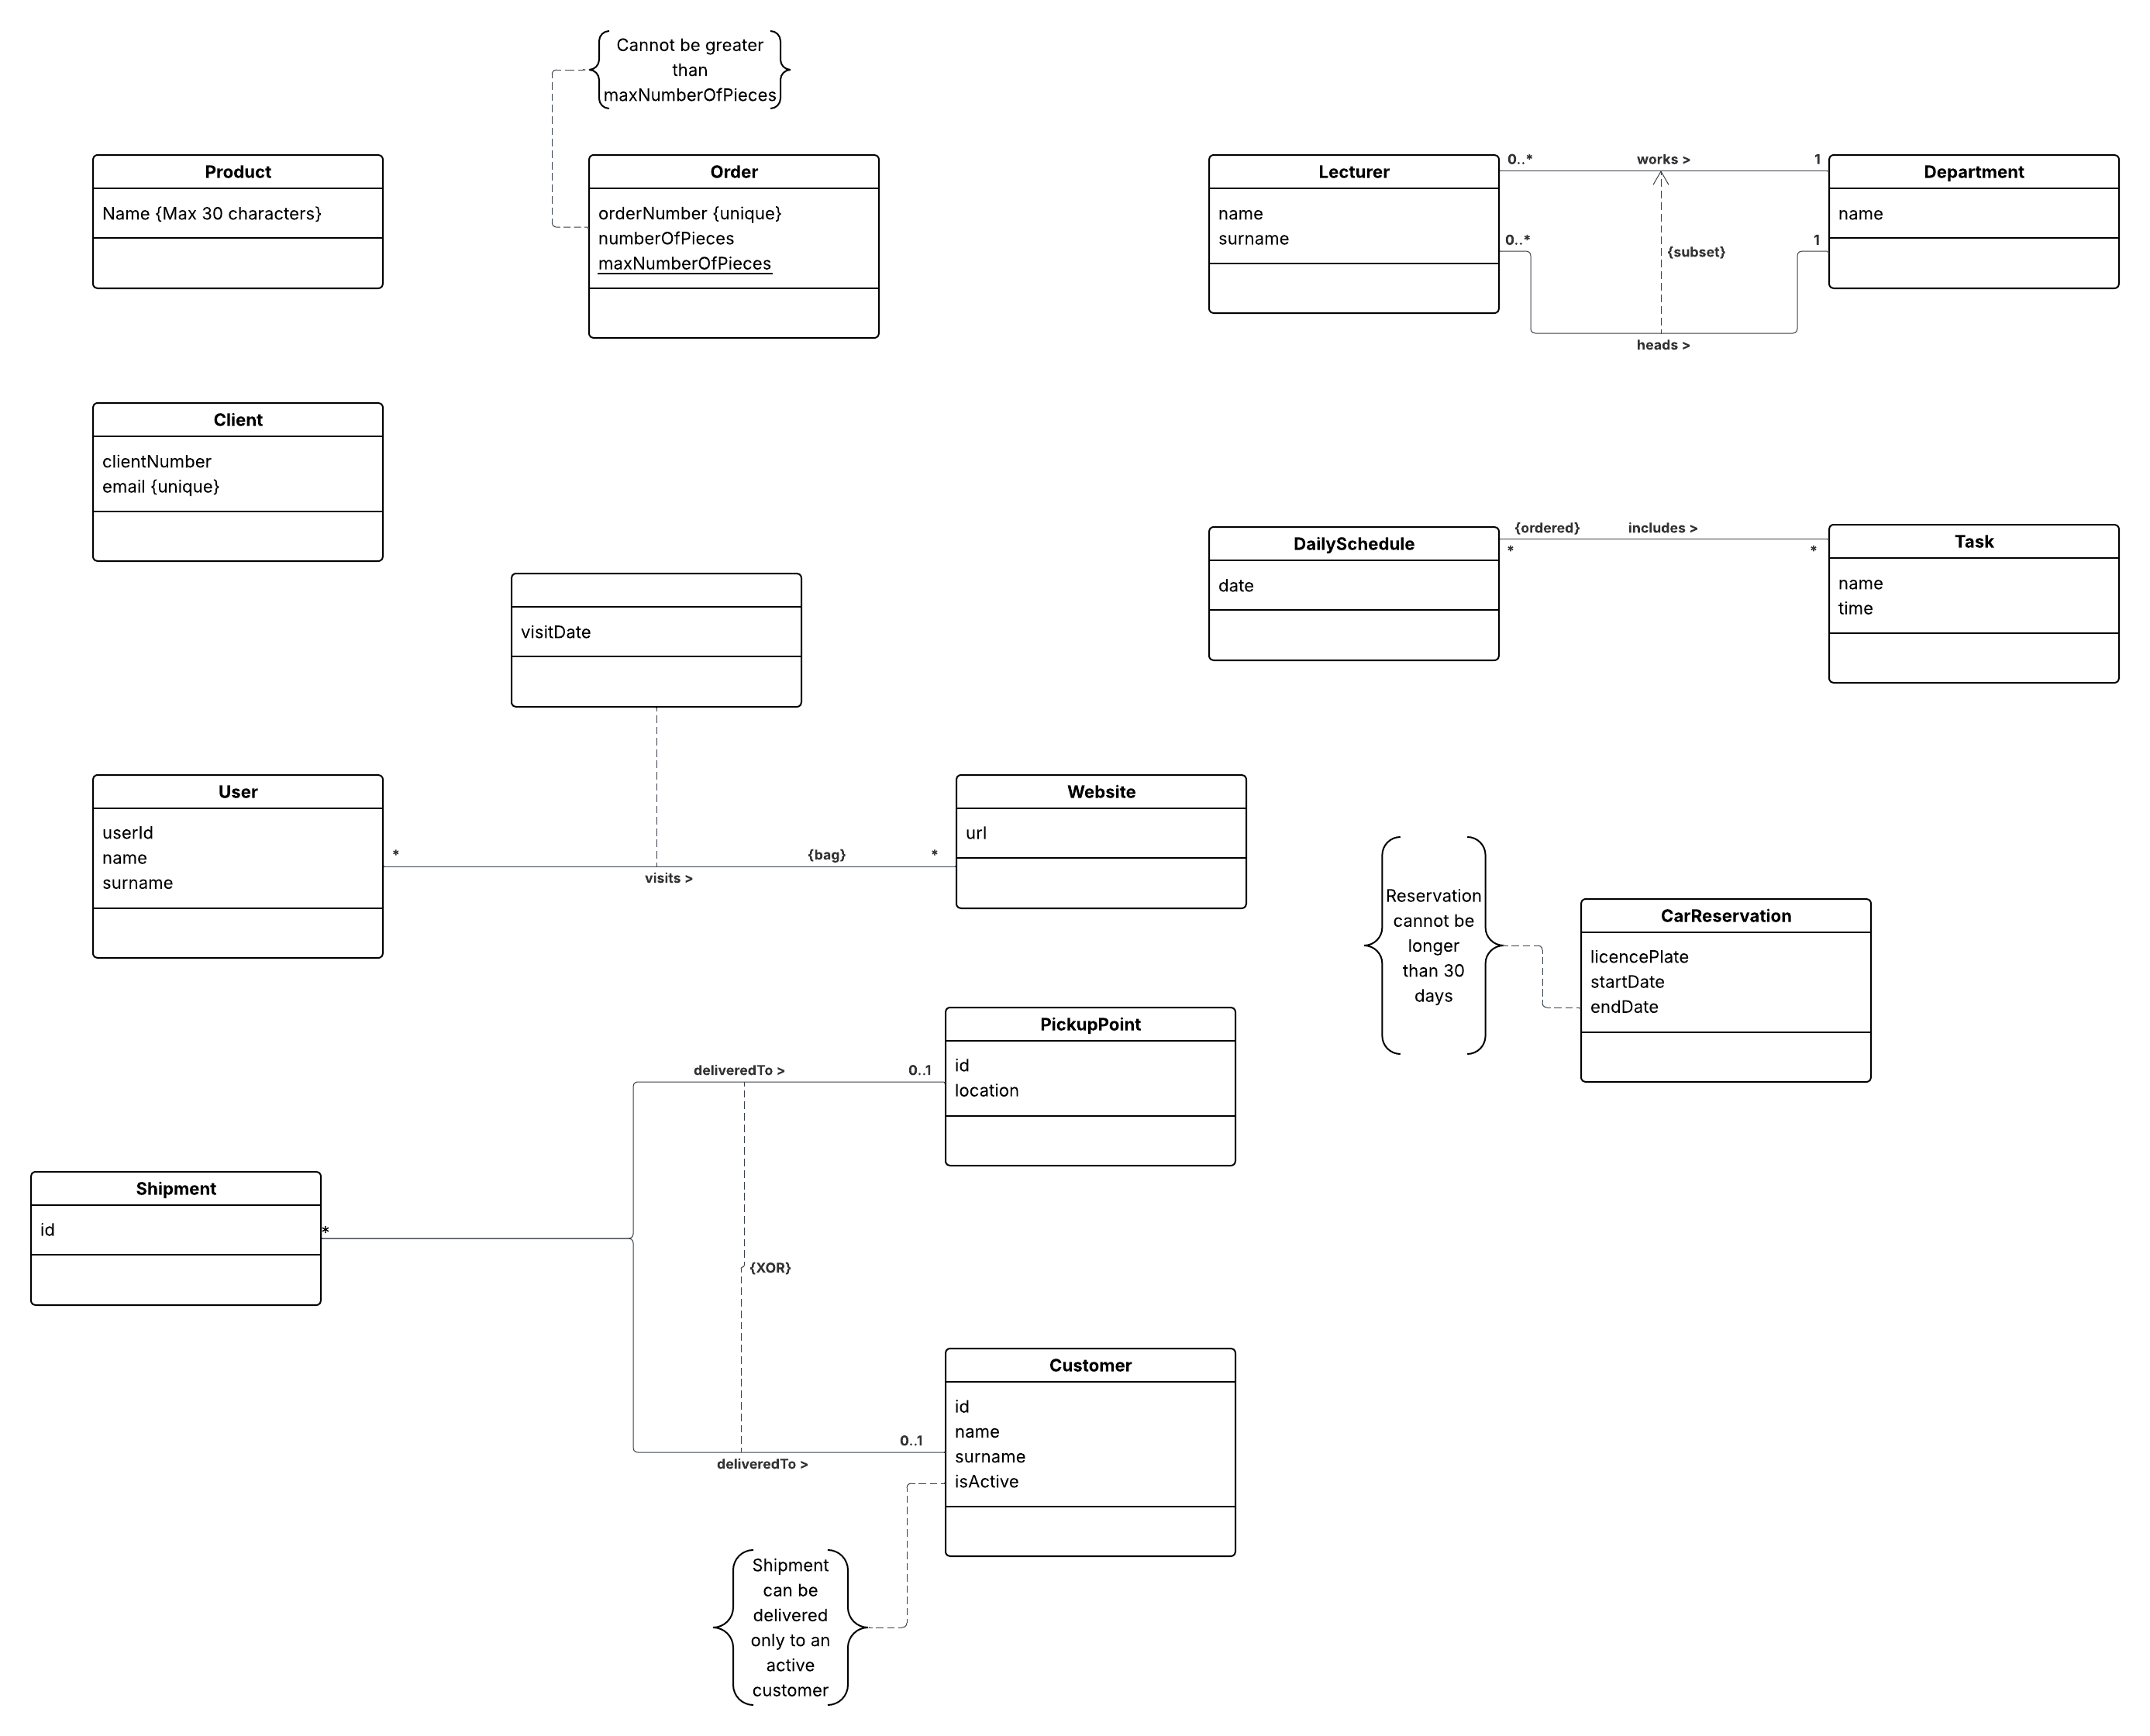 Cannot be greater
than
maxNumberOfPieces
Product
Name {Max 30 characters}
Order
orderNumber {unique}
numberOfPieces
maxNumberOfPieces
Lecturer
name
surname
0..*
works >
1
0..*
{subset}
1
heads >
Department
name
Client
clientNumber
email {unique}
DailySchedule
date
{ordered}
includes >
*
*
Task
name
time
visitDate
User
userId
name
surname
*
{bag}
*
visits >
Website
url
Reservation
cannot be
longer
than 30
days
CarReservation
licencePlate
startDate
endDate
PickupPoint
id
location
deliveredTo >
0..1
Shipment
id
*
{XOR}
Customer
id
name
surname
isActive
0..1
deliveredTo >
Shipment
can be
delivered
only to an
active
customer